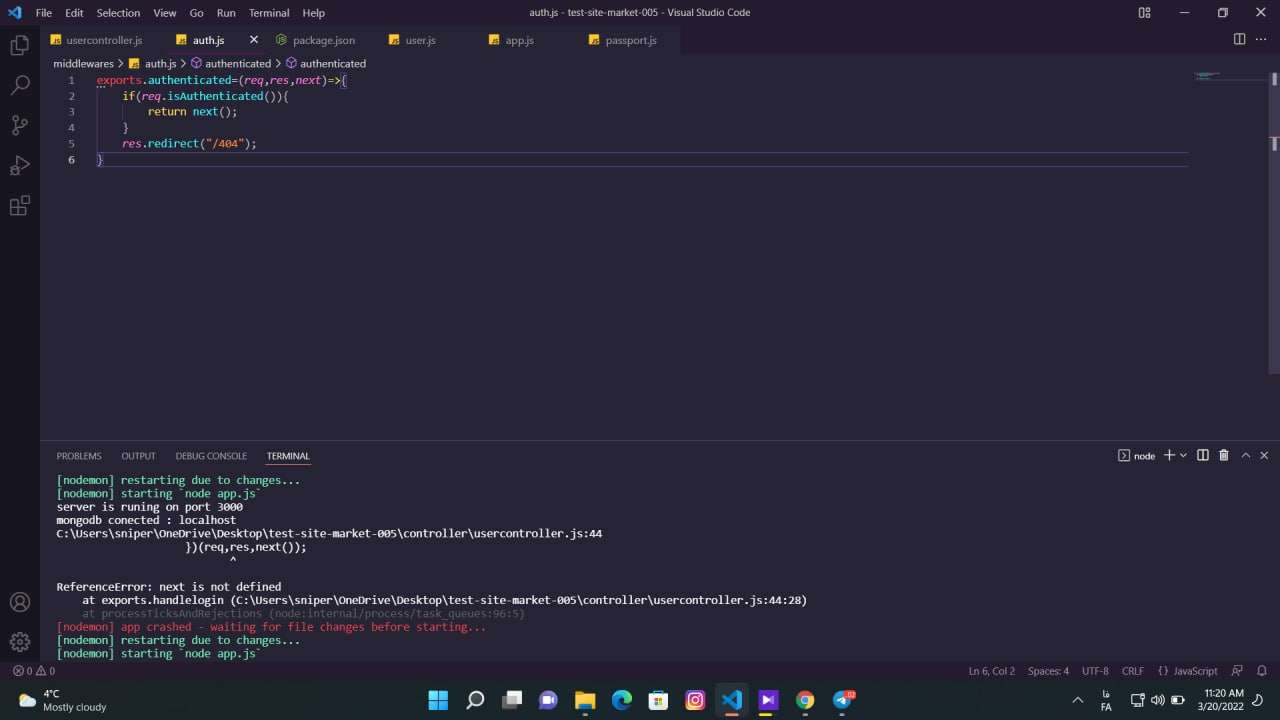 File Edit Selection View Go Run Terminal Help auth.js - test-site-market-005 - Visual Studio Code
usercontroller.js auth.js package.json user.js app.js passport.js
middlewares > auth.js > authenticated > authenticated
1 exports.authenticated=(req,res,next)=>{
2 if(req.isAuthenticated()){
3 return next();
4 }
5 res.redirect("/404");
6 }
PROBLEMS OUTPUT DEBUG CONSOLE TERMINAL node
[nodemon] restarting due to changes...
[nodemon] starting `node app.js`
server is runing on port 3000
mongodb conected : localhost
C:\Users\sniper\OneDrive\Desktop\test-site-market-005\controller\usercontroller.js:44
})(req,res,next());
^
ReferenceError: next is not defined
at exports.handlelogin (C:\Users\sniper\OneDrive\Desktop\test-site-market-005\controller\usercontroller.js:44:28)
at processTicksAndRejections (node:internal/process/task_queues:96:5)
[nodemon] app crashed - waiting for file changes before starting...
[nodemon] restarting due to changes...
[nodemon] starting `node app.js`
0 0 Ln 6, Col 2 Spaces: 4 UTF-8 CRLF {} JavaScript
4°C
Mostly cloudy
فا
FA
11:20 AM
3/20/2022